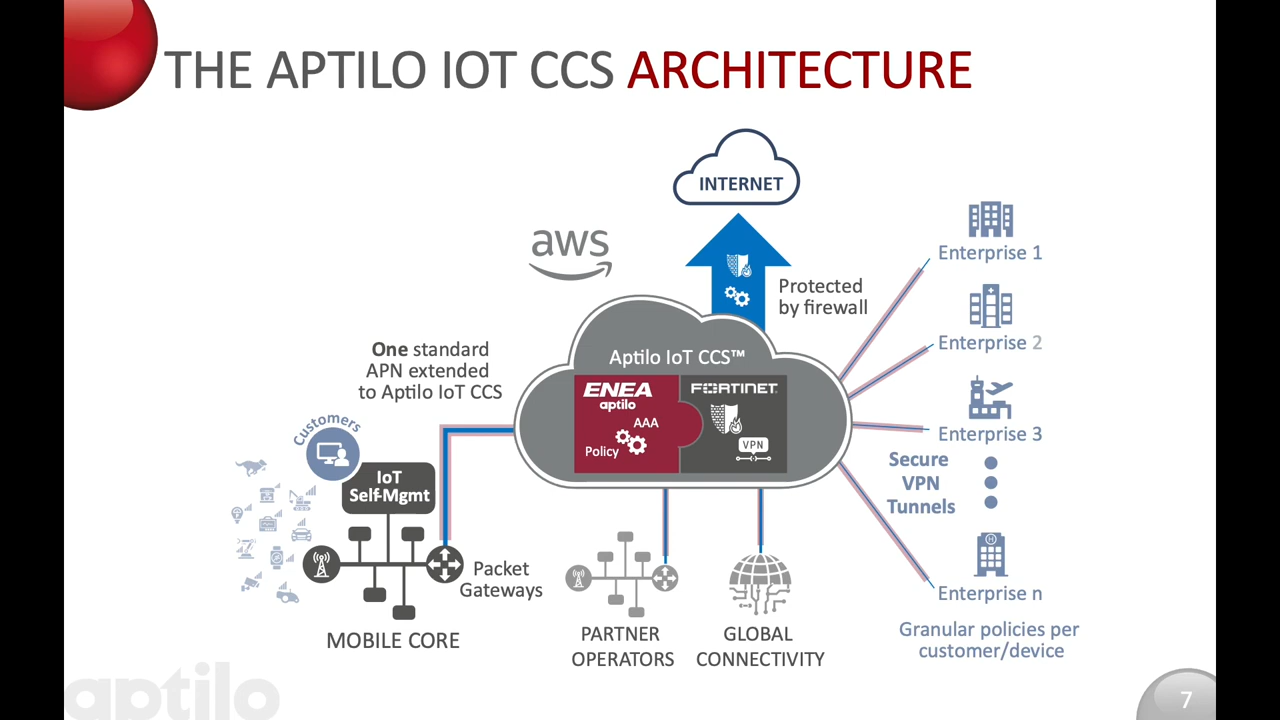 THE APTILO IOT CCS ARCHITECTURE
INTERNET
aws
Protected
by firewall
Enterprise 1
Enterprise 2
Enterprise 3
Secure
VPN
Tunnels
Enterprise n
Granular policies per
customer/device
One standard
APN extended
to Aptilo IoT CCS
Aptilo IoT CCS™
ENEA
aptilo
AAA
Policy
FORTINET
VPN
Customers
IoT
Self-Mgmt
Packet
Gateways
MOBILE CORE
PARTNER
OPERATORS
GLOBAL
CONNECTIVITY
aptilo
7